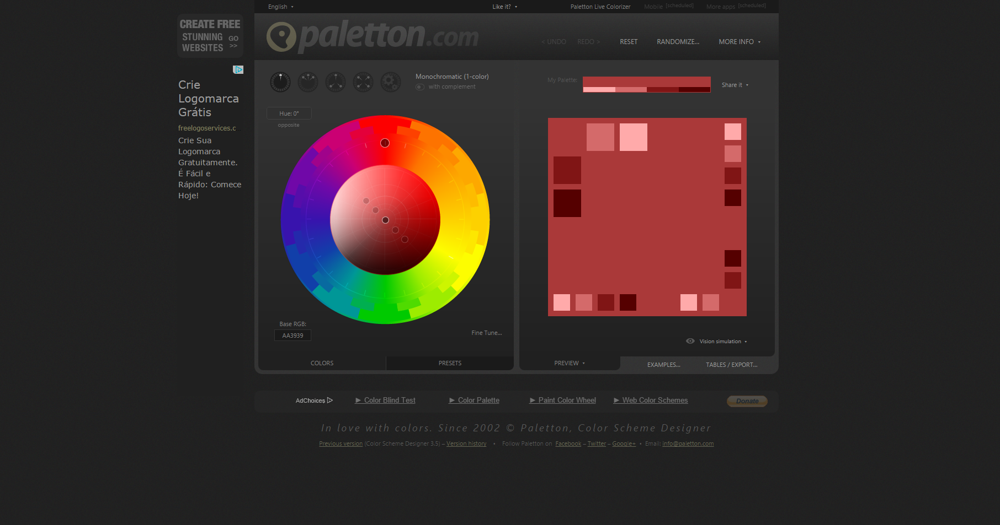 English
Like it?
Paletton Live Colorizer
Mobile [scheduled]
More apps [scheduled]
CREATE FREE
STUNNING
WEBSITES
GO
>>
paletton.com
< UNDO
REDO >
RESET
RANDOMIZE...
MORE INFO
Crie
Logomarca
Grátis
freelogoservices.c
Crie Sua
Logomarca
Gratuitamente.
É Fácil e
Rápido: Comece
Hoje!
Monochromatic (1-color)
with complement
My Palette:
Share it
Hue: 0°
opposite
Base RGB:
AA3939
Fine Tune...
Vision simulation
COLORS
PRESETS
PREVIEW
EXAMPLES...
TABLES / EXPORT...
AdChoices
► Color Blind Test
► Color Palette
► Paint Color Wheel
► Web Color Schemes
Donate
In love with colors. Since 2002 © Paletton, Color Scheme Designer
Previous version (Color Scheme Designer 3.5) – Version history • Follow Paletton on Facebook – Twitter – Google+ • Email: info@paletton.com